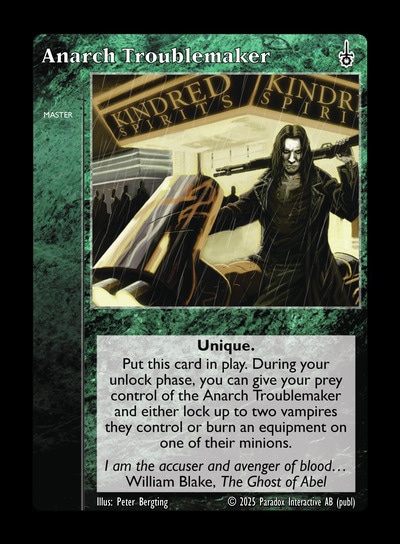 Anarch Troublemaker
MASTER
KINDRED
SPIRITS
KINDR
SPIRI
Unique.
Put this card in play. During your
unlock phase, you can give your prey
control of the Anarch Troublemaker
and either lock up to two vampires
they control or burn an equipment on
one of their minions.
I am the accuser and avenger of blood…
William Blake, The Ghost of Abel
Illus: Peter Bergting © 2025 Paradox Interactive AB (publ)